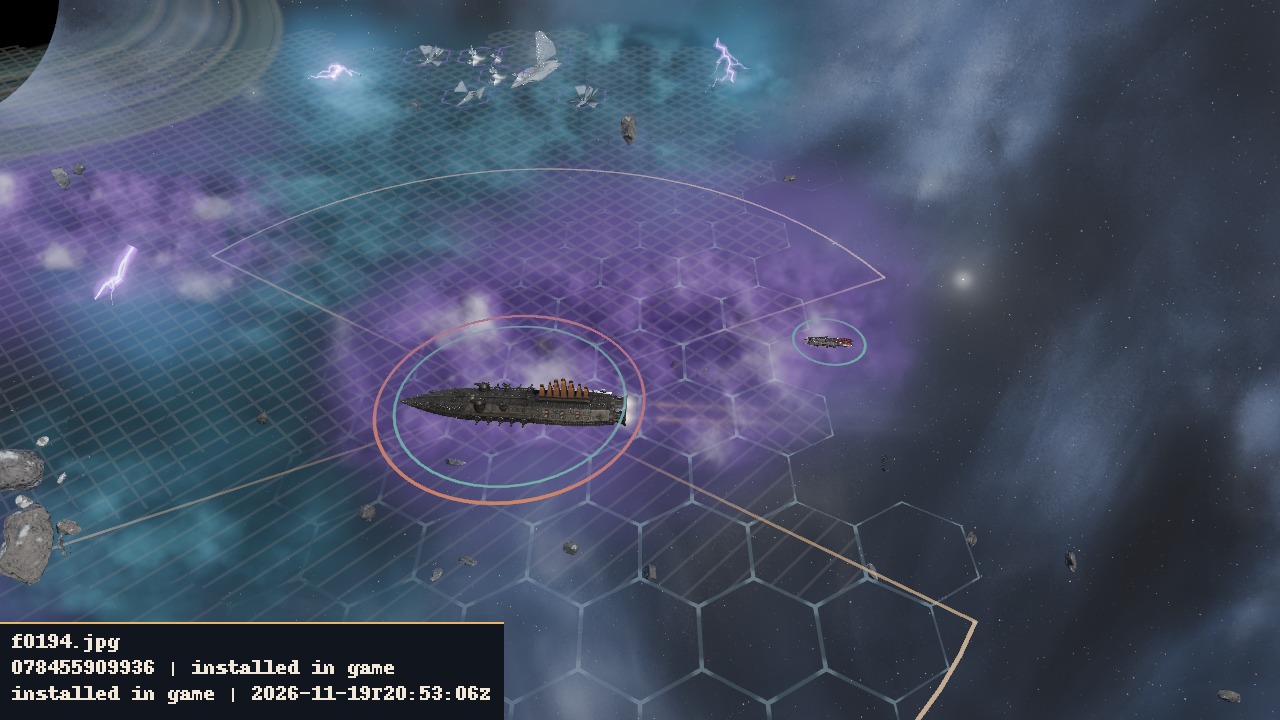 f0194.jpg
078455909936 | installed in game
installed in game | 2026-11-19r20:53:06z